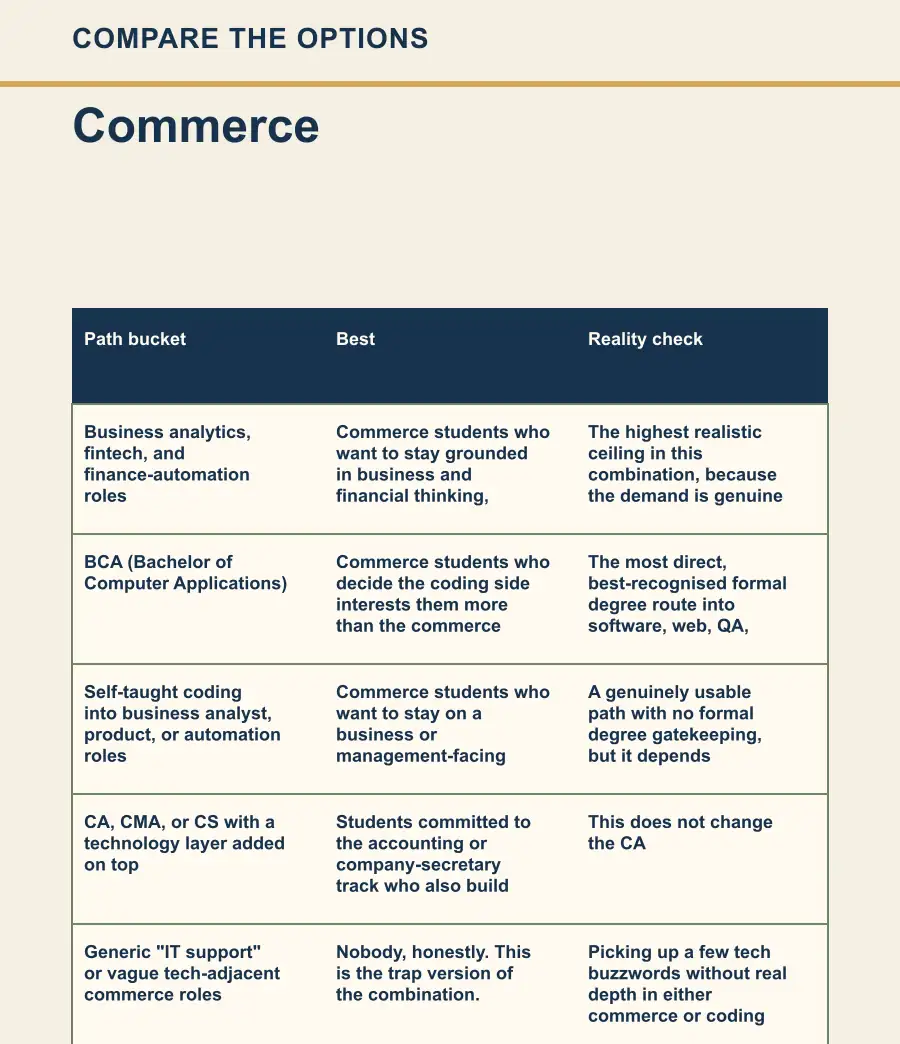 COMPARE THE OPTIONS
Commerce
Path bucket
Best
Reality check
Business analytics,
fintech, and
finance-automation
roles
Commerce students who
want to stay grounded
in business and
financial thinking,
The highest realistic
ceiling in this
combination, because
the demand is genuine
BCA (Bachelor of
Computer Applications)
Commerce students who
decide the coding side
interests them more
than the commerce
The most direct,
best-recognised formal
degree route into
software, web, QA,
Self-taught coding
into business analyst,
product, or automation
roles
Commerce students who
want to stay on a
business or
management-facing
A genuinely usable
path with no formal
degree gatekeeping,
but it depends
CA, CMA, or CS with a
technology layer added
on top
Students committed to
the accounting or
company-secretary
track who also build
This does not change
the CA
Generic "IT support"
or vague tech-adjacent
commerce roles
Nobody, honestly. This
is the trap version of
the combination.
Picking up a few tech
buzzwords without real
depth in either
commerce or coding